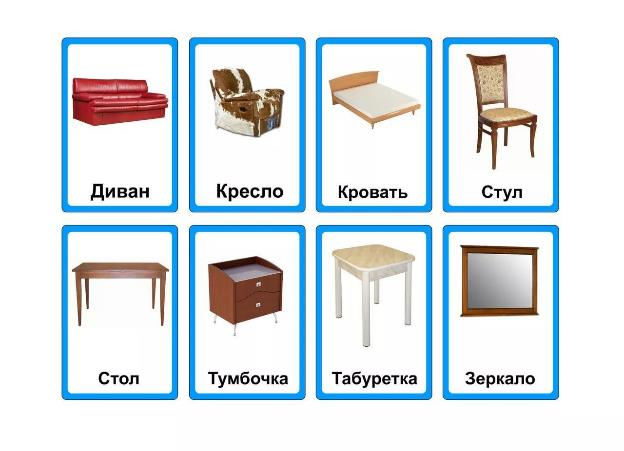 Диван
Кресло
Кровать
Стул
Стол
Тумбочка
Табуретка
Зеркало